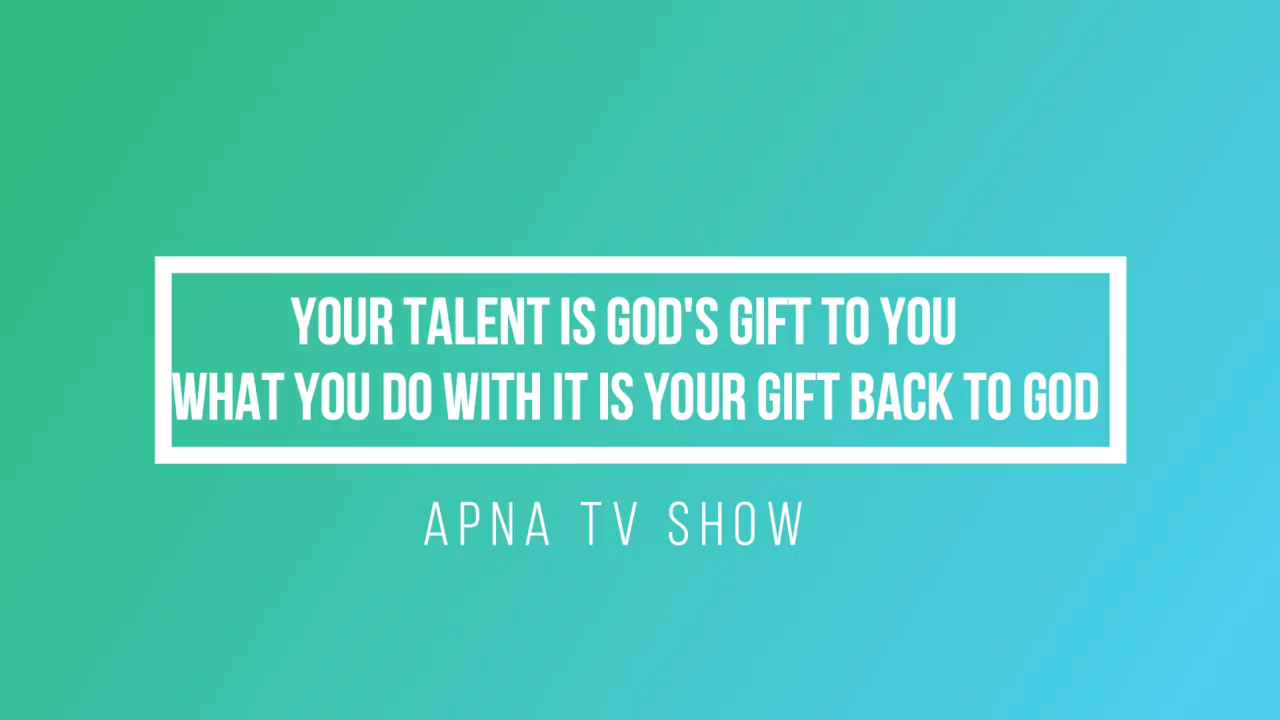 YOUR TALENT IS GOD'S GIFT TO YOU
WHAT YOU DO WITH IT IS YOUR GIFT BACK TO GOD
APNA TV SHOW